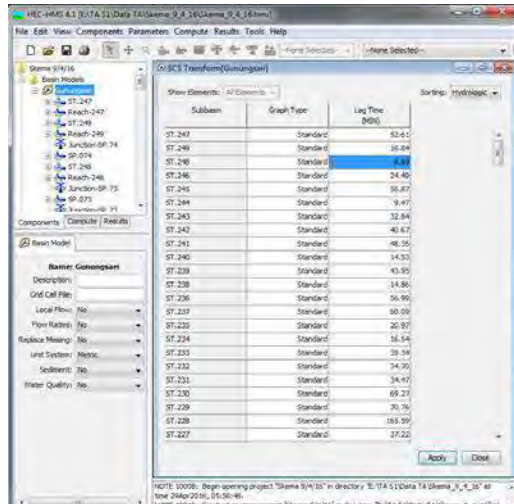 HEC-HMS 4.1 [E:\TA S1\Data TA\Skema_9_4_16\Skema_9_4_16.hms]
File Edit View Components Parameters Compute Results Tools Help
-None Selected- -None Selected-
Skema 9/4/16
Basin Models
Gunungsari
ST.247
Reach-247
ST.249
Reach-249
Junction-SP.74
SP.074
ST.248
Reach-248
Junction-SP.73
SP.073
Components Compute Results
Basin Model
Name: Gunungsari
Description:
Grid Cell File:
Local Flow: No
Flow Ratios: No
Replace Missing: No
Unit System: Metric
Sediment: No
Water Quality: No
SCS Transform [Gunungsari]
Show Elements: All Elements Sorting: Hydrologic
Subbasin Graph Type Lag Time
(MIN)
ST.247 Standard 52.61
ST.249 Standard 16.84
ST.248 Standard
ST.246 Standard 24.40
ST.245 Standard 56.87
ST.244 Standard 9.47
ST.243 Standard 32.64
ST.242 Standard 40.67
ST.241 Standard 48.35
ST.240 Standard 14.53
ST.239 Standard 43.95
ST.238 Standard 14.86
ST.236 Standard 56.99
ST.237 Standard 60.09
ST.235 Standard 20.97
ST.234 Standard 16.54
ST.233 Standard 39.34
ST.232 Standard 34.70
ST.231 Standard 34.47
ST.230 Standard 69.27
ST.229 Standard 70.76
ST.228 Standard 165.59
ST.227 Standard 37.22
Apply Close
NOTE 10008: Begin opening project "Skema 9/4/16" in directory "E:\TA S1\Data TA\Skema_9_4_16" at
time 29Apr2016, 05:56:46.